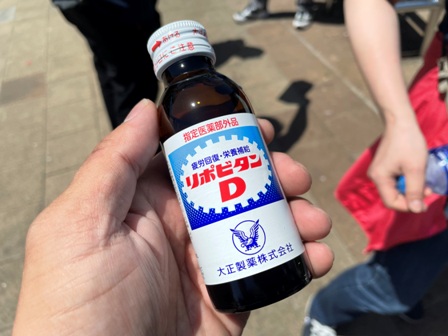 指定医薬部外品
疲労回復・栄養補給
リポビタン
D
大正製薬株式会社